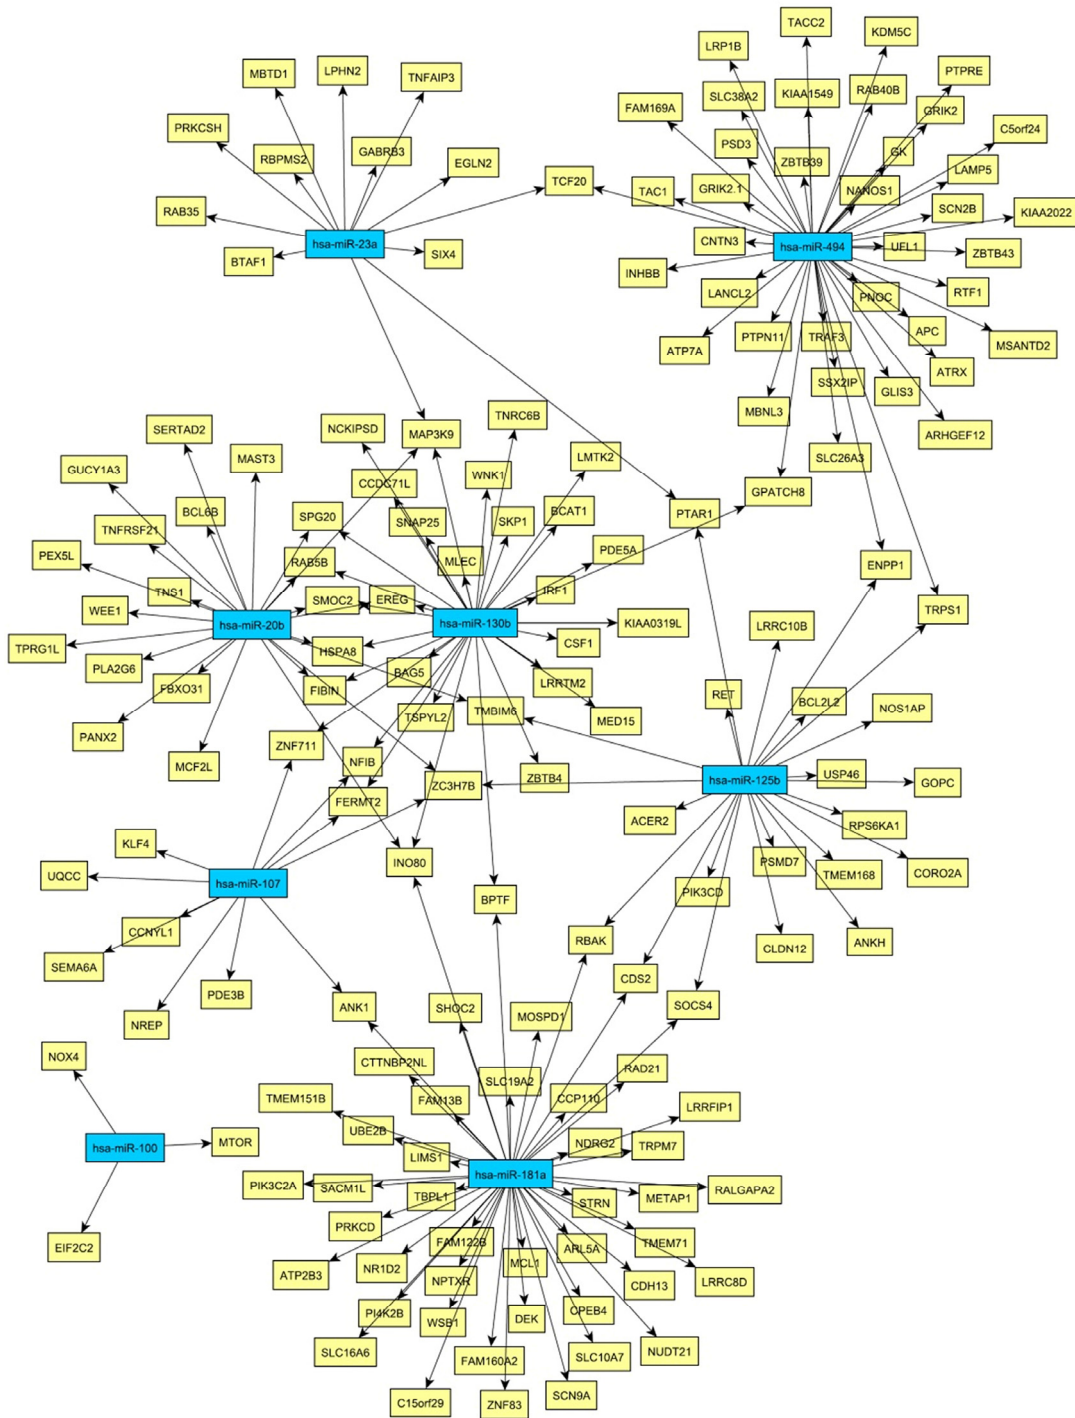 TACC2
KDM5C
LRP1B
LPHN2
TNFAIP3
MBTD1
PTPRE
SLC38A2
KIAA1549
RAB40B
FAM169A
GRIK2
PRKCSH
C5orf24
PSD3
GABRB3
GK
RBPMS2
ZBTB39
EGLN2
TCF20
LAMP5
TAC1
GRIK2.1
NANOS1
RAB35
SCN2B
KIAA2022
hsa-miR-23a
CNTN3
hsa-miR-494
UFL1
BTAF1
SIX4
ZBTB43
INHBB
LANCL2
PNOC
RTF1
PTPN11
TRAF3
APC
MSANTD2
ATP7A
SSX2IP
ATRX
GLIS3
MBNL3
TNRC6B
SERTAD2
NCKIPSD
MAP3K9
ARHGEF12
SLC26A3
MAST3
LMTK2
GUCY1A3
CCDC71L
WNK1
GPATCH8
BCL6B
SPG20
PTAR1
TNFRSF21
SNAP25
SKP1
BCAT1
PEX5L
RAB5B
MLEC
PDE5A
ENPP1
TNS1
EREG
IRF1
WEE1
SMOC2
TRPS1
hsa-miR-20b
hsa-miR-130b
KIAA0319L
LRRC10B
TPRG1L
CSF1
HSPA8
PLA2G6
BAG5
LRRTM2
FBXO31
FIBIN
RET
BCL2L2
NOS1AP
TMBIM6
TSPYL2
MED15
PANX2
ZNF711
NFIB
MCF2L
ZBTB4
USP46
ZC3H7B
hsa-miR-125b
GOPC
FERMT2
ACER2
RPS6KA1
KLF4
INO80
PSMD7
CORO2A
UQCC
hsa-miR-107
TMEM168
BPTF
PIK3CD
CCNYL1
RBAK
CLDN12
ANKH
SEMA6A
CDS2
PDE3B
ANK1
SHOC2
SOCS4
NREP
MOSPD1
NOX4
CTTNBP2NL
RAD21
SLC19A2
TMEM151B
FAM13B
CCP110
LRRFIP1
UBE2B
MTOR
hsa-miR-100
NDRG2
TRPM7
LIMS1
hsa-miR-181a
PIK3C2A
SACM1L
TBPL1
STRN
METAP1
RALGAPA2
PRKCD
EIF2C2
FAM122B
ARL5A
TMEM71
MCL1
ATP2B3
NR1D2
NPTXR
CDH13
LRRC8D
PI4K2B
WSB1
DEK
CPEB4
SLC16A6
NUDT21
FAM160A2
SLC10A7
SCN9A
C15orf29
ZNF83